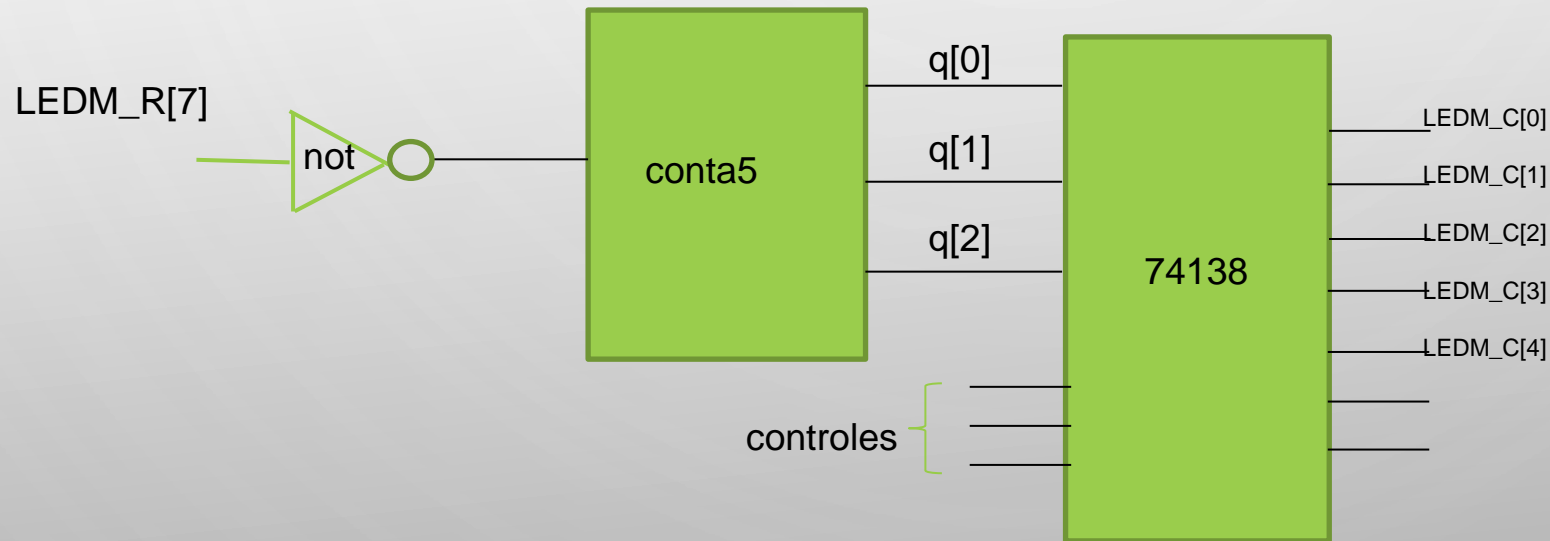 LEDM_R[7]
not
conta5
q[0]
q[1]
q[2]
controles
74138
LEDM_C[0]
LEDM_C[1]
LEDM_C[2]
LEDM_C[3]
LEDM_C[4]